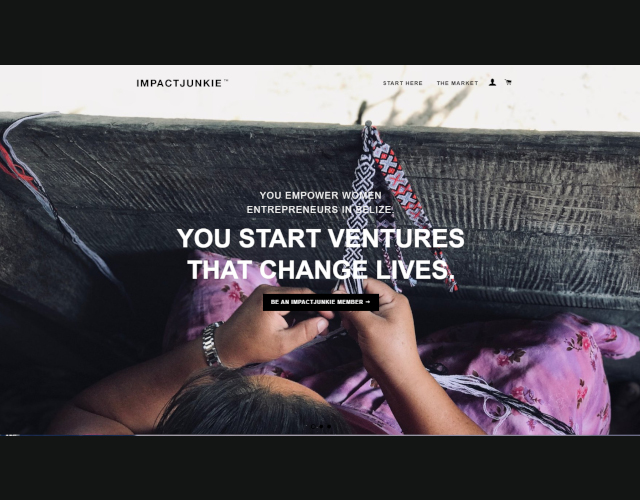 IMPACTJUNKIE™
START HERE THE MARKET
YOU EMPOWER WOMEN
ENTREPRENEURS IN BELIZE.
YOU START VENTURES
THAT CHANGE LIVES.
BE AN IMPACTJUNKIE MEMBER →